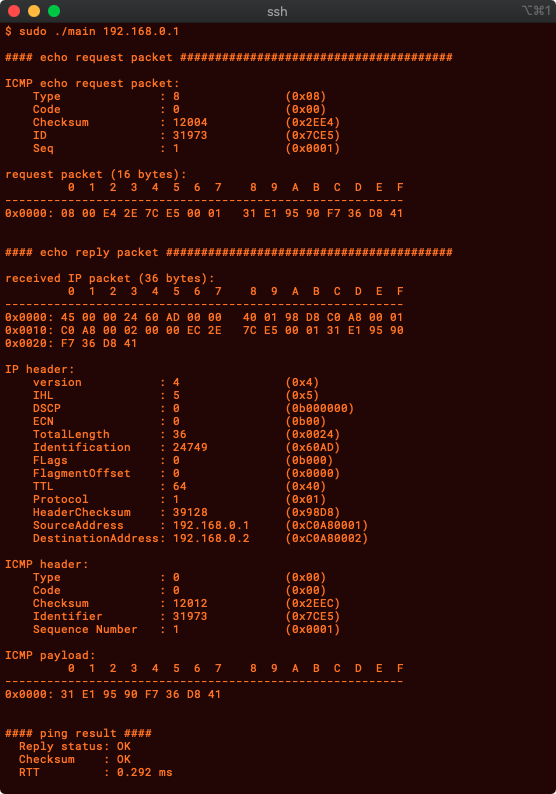 ssh
⌥⌘1
$ sudo ./main 192.168.0.1
#### echo request packet #######################################
ICMP echo request packet:
    Type              : 8               (0x08)
    Code              : 0               (0x00)
    Checksum          : 12004           (0x2EE4)
    ID                : 31973           (0x7CE5)
    Seq               : 1               (0x0001)
request packet (16 bytes):
         0  1  2  3  4  5  6  7    8  9  A  B  C  D  E  F
---------------------------------------------------------
0x0000: 08 00 E4 2E 7C E5 00 01   31 E1 95 90 F7 36 D8 41
#### echo reply packet #########################################
received IP packet (36 bytes):
         0  1  2  3  4  5  6  7    8  9  A  B  C  D  E  F
---------------------------------------------------------
0x0000: 45 00 00 24 60 AD 00 00   40 01 98 D8 C0 A8 00 01
0x0010: C0 A8 00 02 00 00 EC 2E   7C E5 00 01 31 E1 95 90
0x0020: F7 36 D8 41
IP header:
    version           : 4               (0x4)
    IHL               : 5               (0x5)
    DSCP              : 0               (0b000000)
    ECN               : 0               (0b00)
    TotalLength       : 36              (0x0024)
    Identification    : 24749           (0x60AD)
    FLags             : 0               (0b000)
    FlagmentOffset    : 0               (0x0000)
    TTL               : 64              (0x40)
    Protocol          : 1               (0x01)
    HeaderChecksum    : 39128           (0x98D8)
    SourceAddress     : 192.168.0.1     (0xC0A80001)
    DestinationAddress: 192.168.0.2     (0xC0A80002)
ICMP header:
    Type              : 0               (0x00)
    Code              : 0               (0x00)
    Checksum          : 12012           (0x2EEC)
    Identifier        : 31973           (0x7CE5)
    Sequence Number   : 1               (0x0001)
ICMP payload:
         0  1  2  3  4  5  6  7    8  9  A  B  C  D  E  F
---------------------------------------------------------
0x0000: 31 E1 95 90 F7 36 D8 41
#### ping result ####
  Reply status: OK
  Checksum    : OK
  RTT         : 0.292 ms